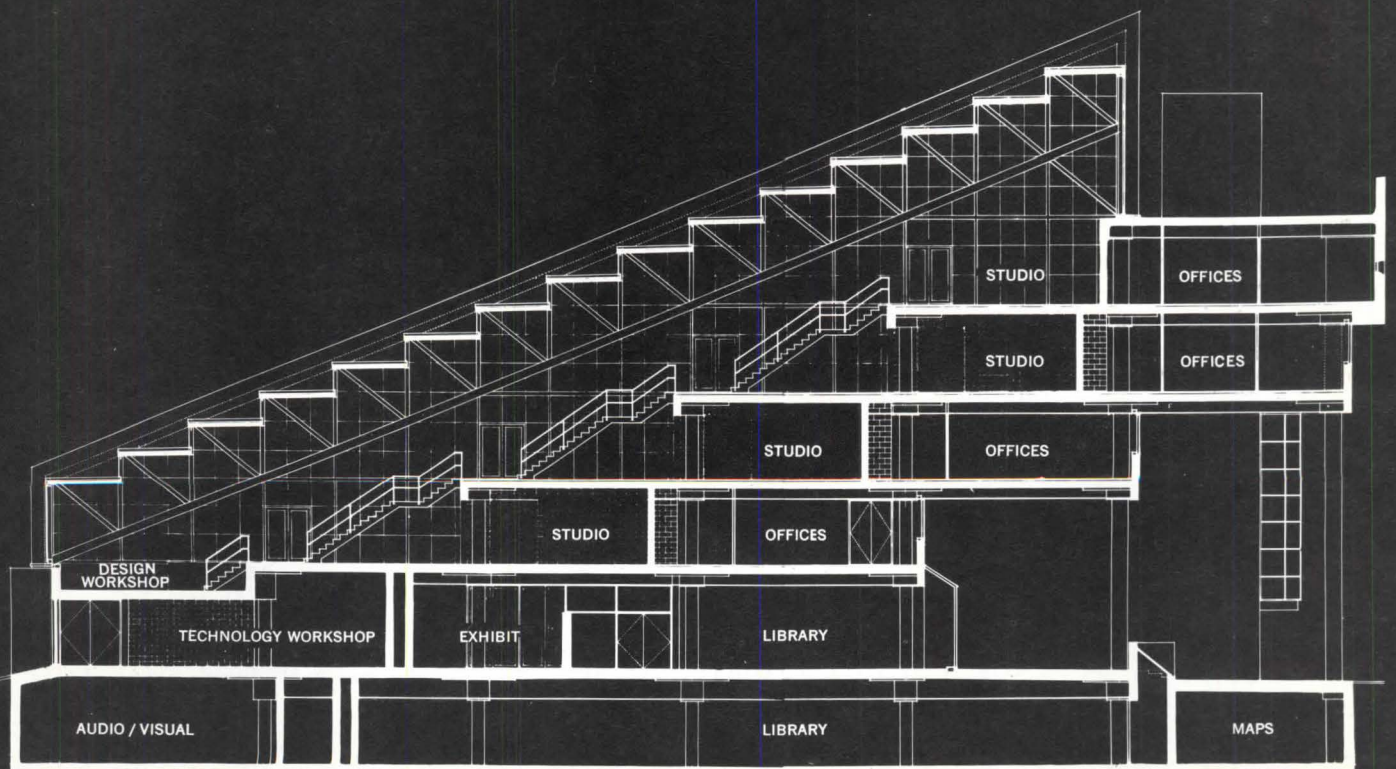 STUDIO
OFFICES
STUDIO
OFFICES
STUDIO
OFFICES
STUDIO
OFFICES
DESIGN
WORKSHOP
TECHNOLOGY WORKSHOP
EXHIBIT
LIBRARY
AUDIO / VISUAL
LIBRARY
MAPS